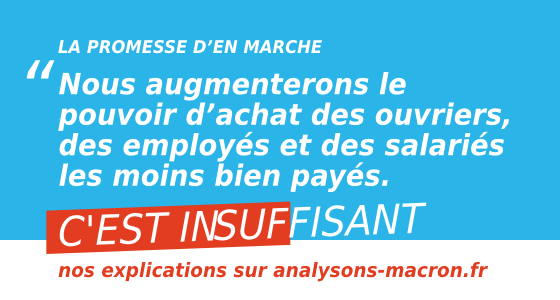 LA PROMESSE D'EN MARCHE
“ Nous augmenterons le
pouvoir d'achat des ouvriers,
des employés et des salariés
les moins bien payés.
C'EST INSUFFISANT
nos explications sur analysons-macron.fr